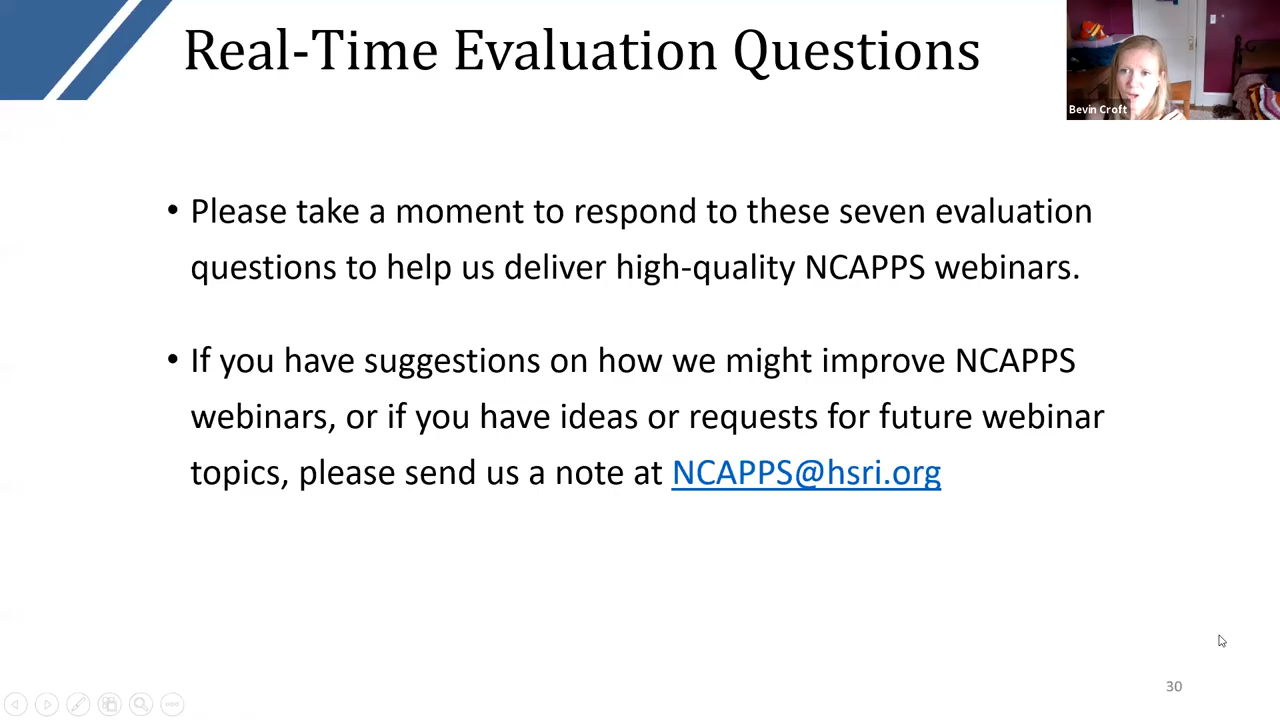 Real-Time Evaluation Questions
Bevin Croft
• Please take a moment to respond to these seven evaluation
questions to help us deliver high-quality NCAPPS webinars.
• If you have suggestions on how we might improve NCAPPS
webinars, or if you have ideas or requests for future webinar
topics, please send us a note at NCAPPS@hsri.org
30